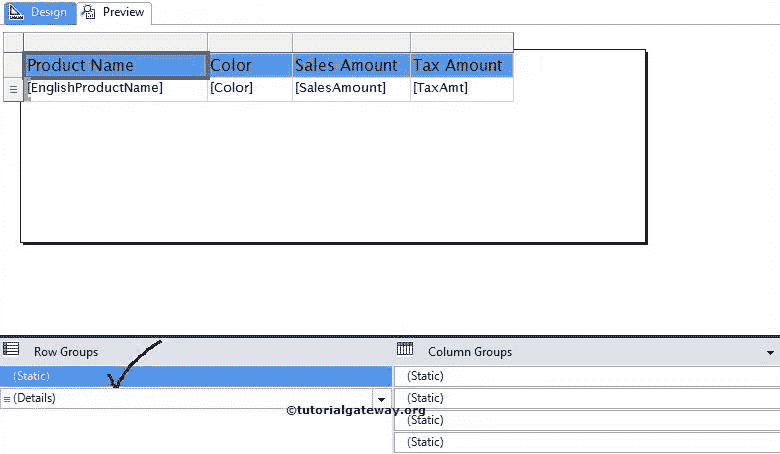 Design Preview
Product Name Color Sales Amount Tax Amount
[EnglishProductName] [Color] [SalesAmount] [TaxAmt]
Row Groups Column Groups
(Static) (Static)
(Details) (Static)
©tutorialgateway.org
(Static)
(Static)